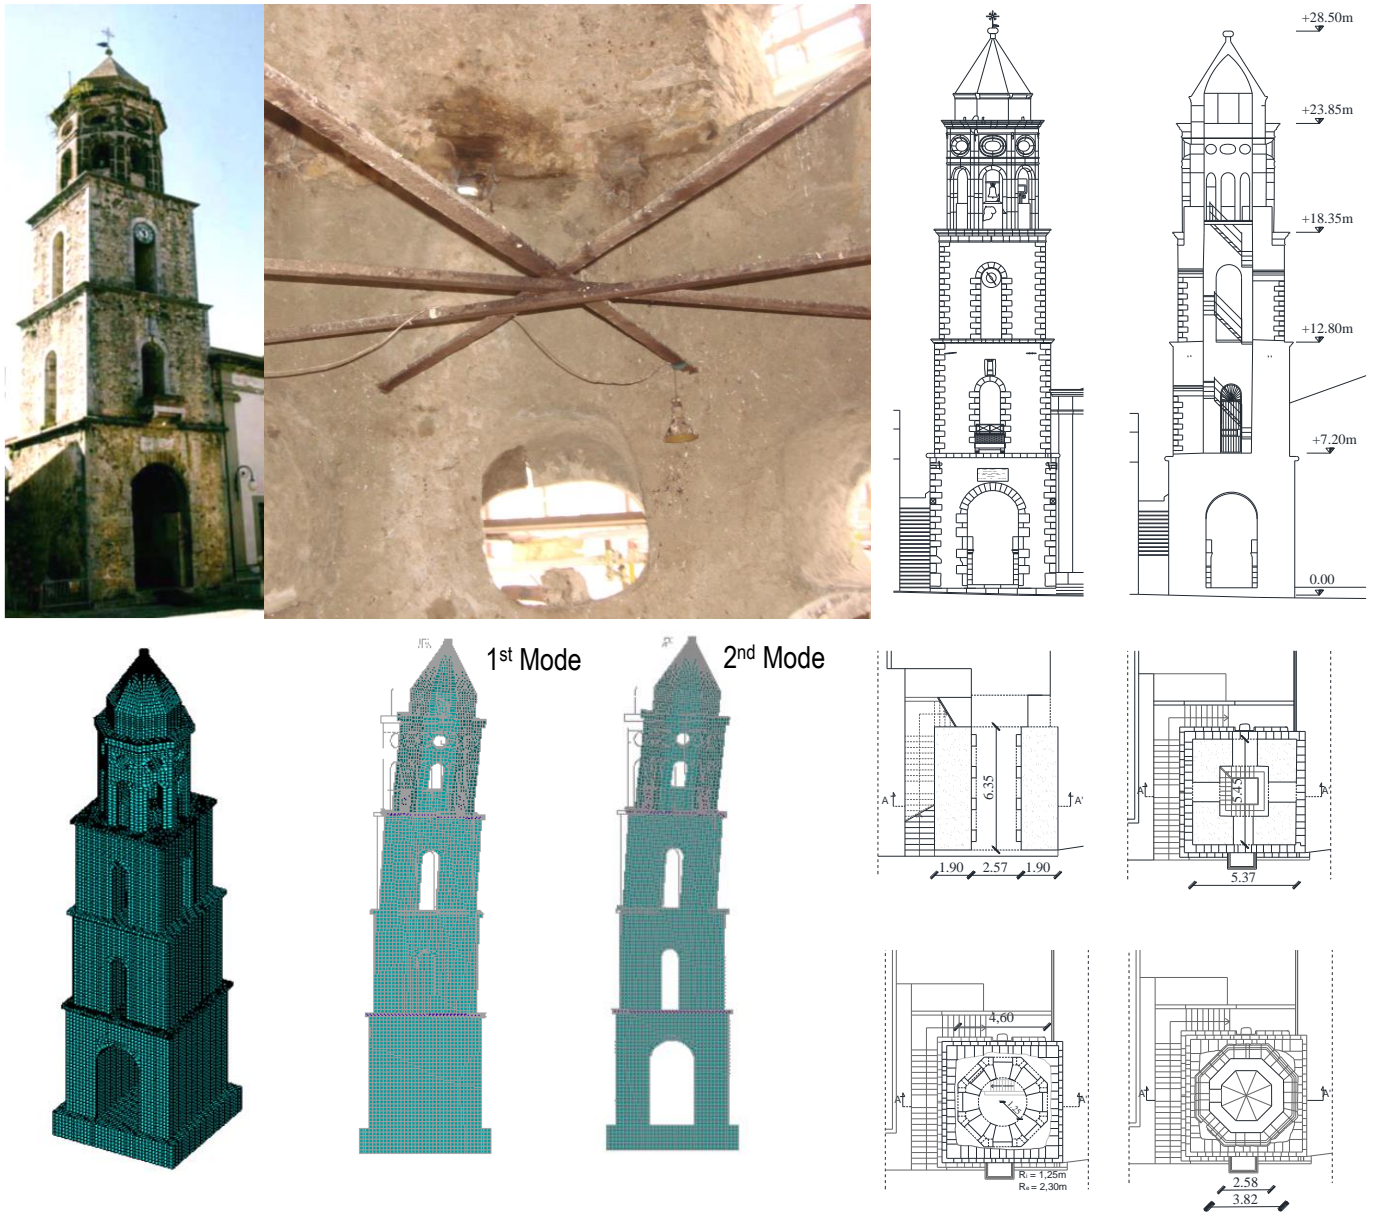 +28.50m
+23.85m
+18.35m
+12.80m
+7.20m
0.00
1st Mode
2nd Mode
6.35
A
A'
1.90
2.57
1.90
5.45
A
A'
5.37
4,60
A
A'
1,25
Ri = 1,25m
Re = 2,30m
A
A'
2.58
3.82